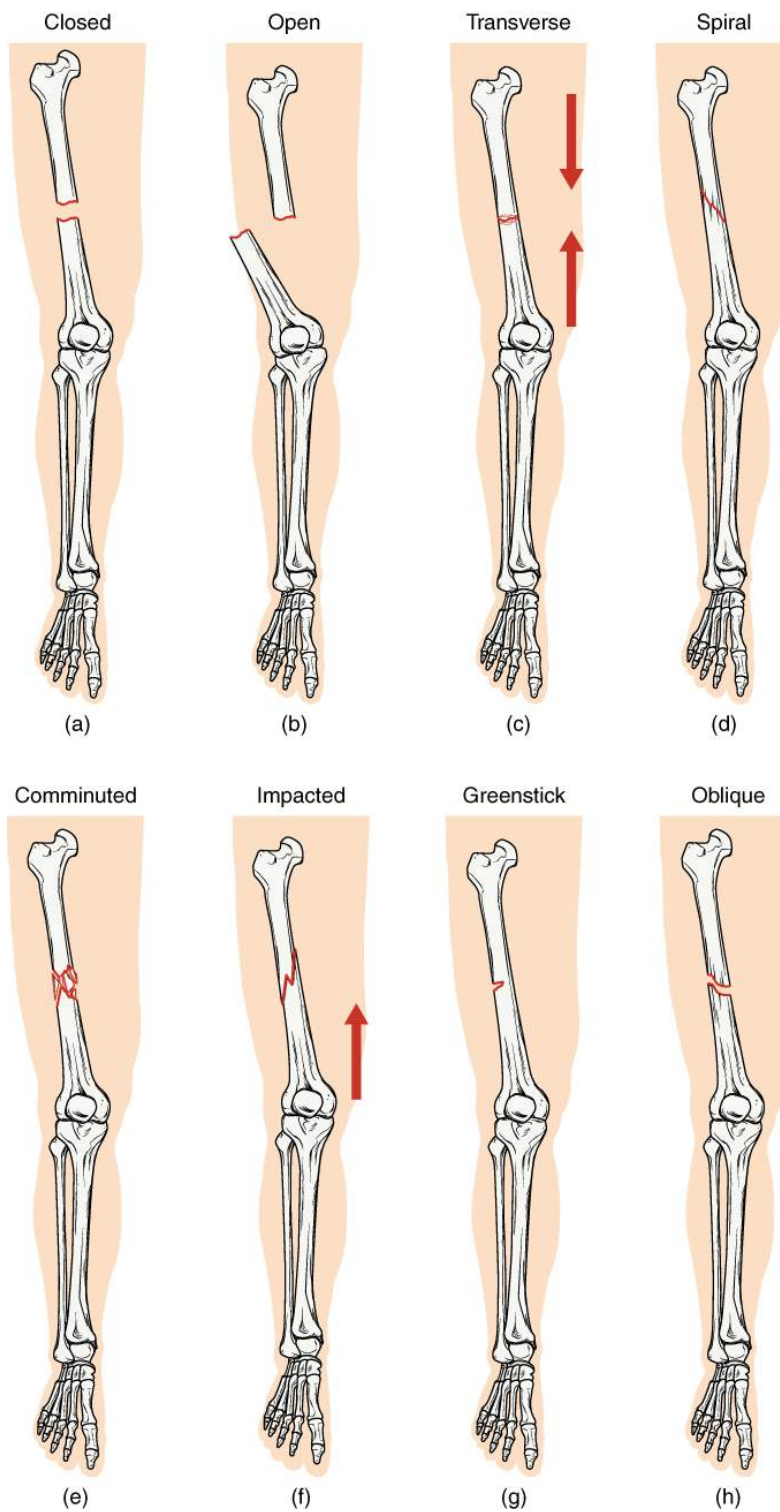 Closed
Open
Transverse
Spiral
(a)
(b)
(c)
(d)
Comminuted
Impacted
Greenstick
Oblique
(e)
(f)
(g)
(h)